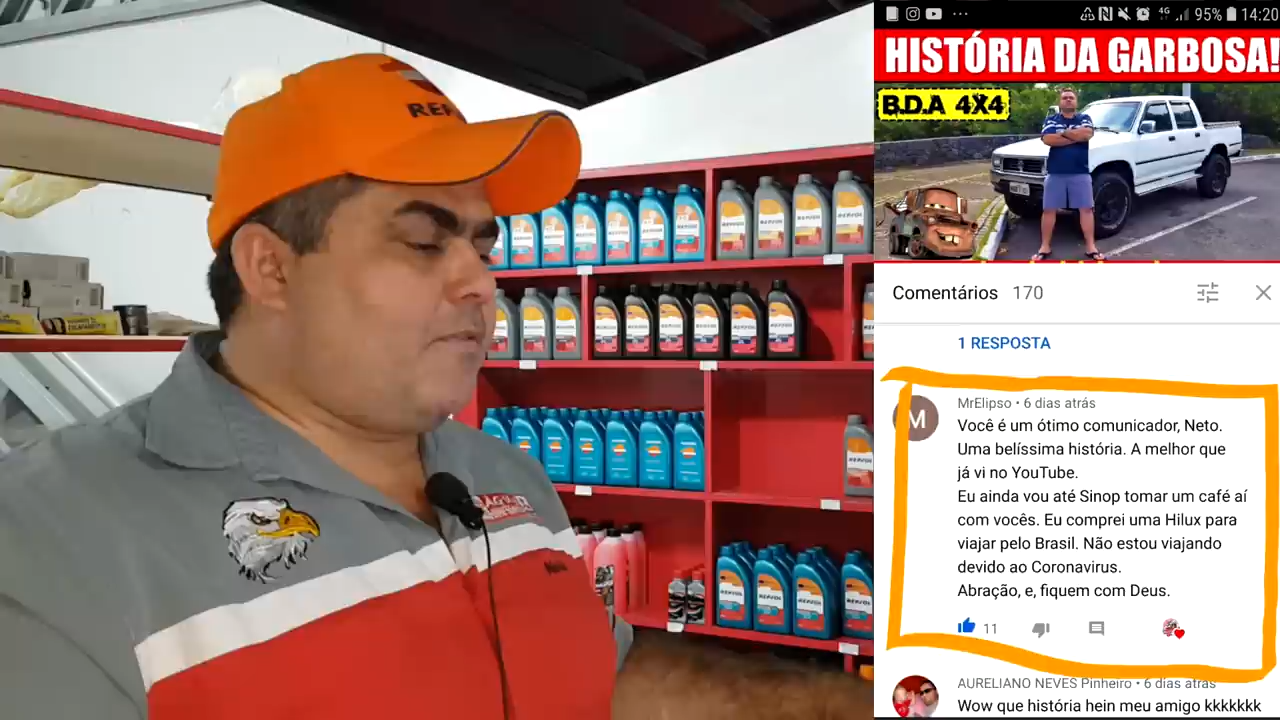 REP
REPSOL
95%
14:20
4G
HISTÓRIA DA GARBOSA!
B.D.A 4X4
Comentários 170
1 RESPOSTA
M
MrElipso • 6 dias atrás
Você é um ótimo comunicador, Neto.
Uma belíssima história. A melhor que
já vi no YouTube.
Eu ainda vou até Sinop tomar um café aí
com vocês. Eu comprei uma Hilux para
viajar pelo Brasil. Não estou viajando
devido ao Coronavirus.
Abração, e, fiquem com Deus.
11
AURELIANO NEVES Pinheiro • 6 dias atrás
Wow que história hein meu amigo kkkkkkk